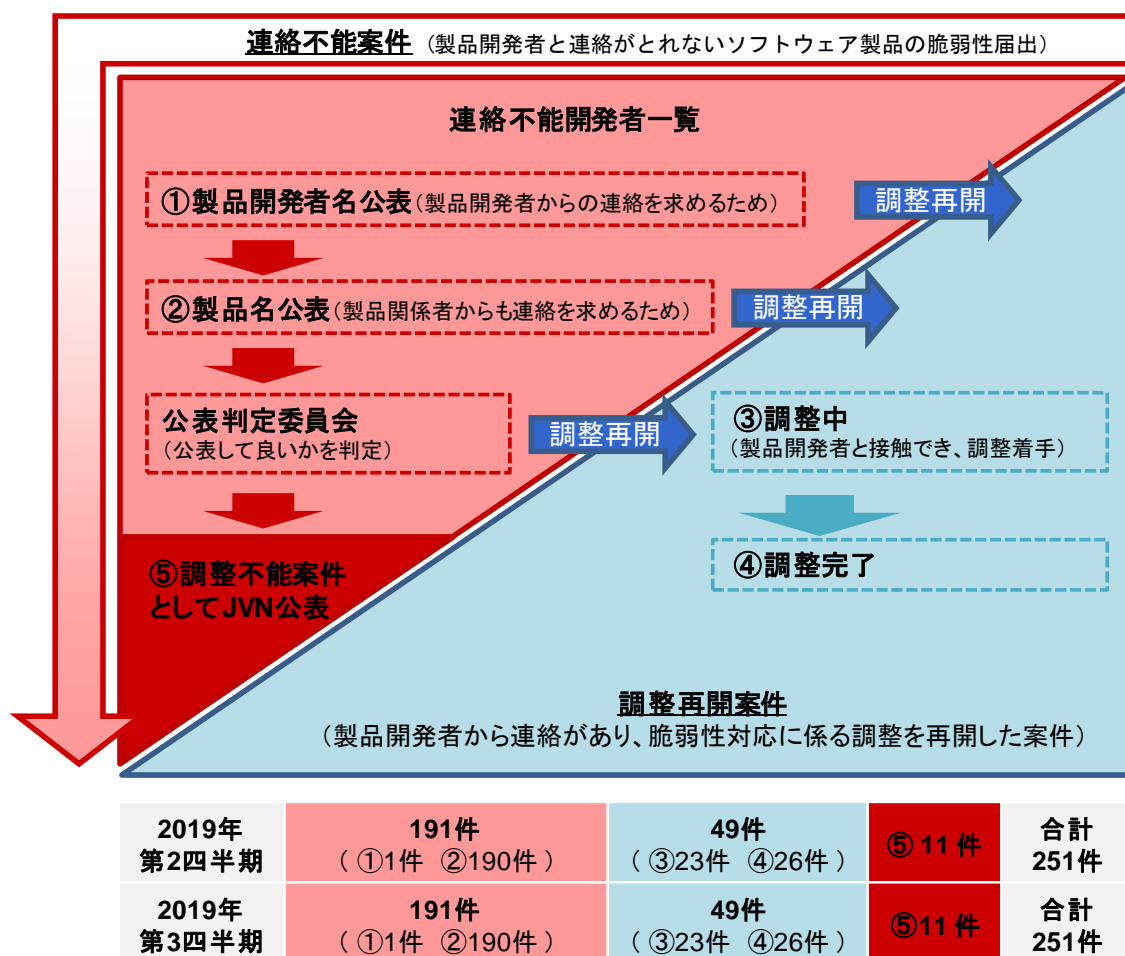 連絡不能案件（製品開発者と連絡がとれないソフトウェア製品の脆弱性届出）
連絡不能開発者一覧
①製品開発者名公表（製品開発者からの連絡を求めるため）
調整再開
②製品名公表（製品関係者からも連絡を求めるため）
調整再開
公表判定委員会
（公表して良いかを判定）
調整再開
③調整中
（製品開発者と接触でき、調整着手）
④調整完了
⑤調整不能案件
としてJVN公表
調整再開案件
（製品開発者から連絡があり、脆弱性対応に係る調整を再開した案件）
2019年
第2四半期
191件
（ ①1件 ②190件 ）
49件
（ ③23件 ④26件 ）
⑤ 11 件
合計
251件
2019年
第3四半期
191件
（ ①1件 ②190件 ）
49件
（ ③23件 ④26件 ）
⑤11 件
合計
251件